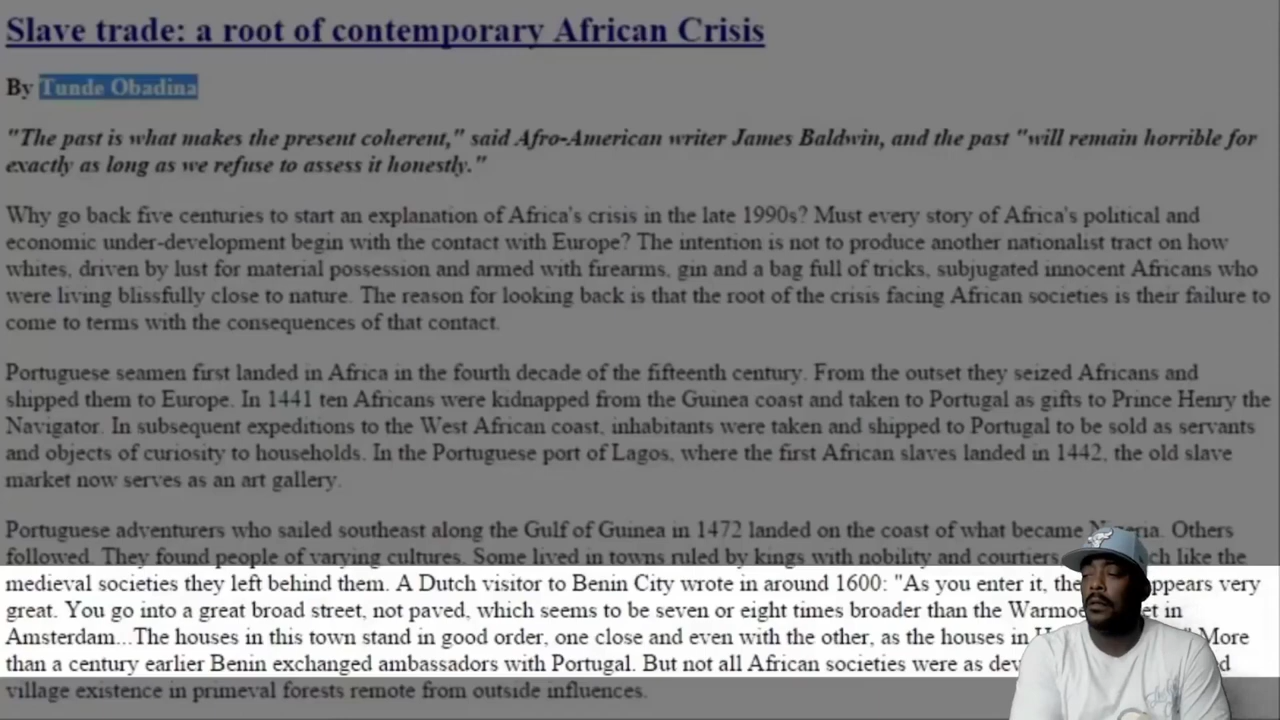 Slave trade: a root of contemporary African Crisis
By Tunde Obadina
"The past is what makes the present coherent," said Afro-American writer James Baldwin, and the past "will remain horrible for
exactly as long as we refuse to assess it honestly."
Why go back five centuries to start an explanation of Africa's crisis in the late 1990s? Must every story of Africa's political and
economic under-development begin with the contact with Europe? The intention is not to produce another nationalist tract on how
whites, driven by lust for material possession and armed with firearms, gin and a bag full of tricks, subjugated innocent Africans who
were living blissfully close to nature. The reason for looking back is that the root of the crisis facing African societies is their failure to
come to terms with the consequences of that contact.
Portuguese seamen first landed in Africa in the fourth decade of the fifteenth century. From the outset they seized Africans and
shipped them to Europe. In 1441 ten Africans were kidnapped from the Guinea coast and taken to Portugal as gifts to Prince Henry the
Navigator. In subsequent expeditions to the West African coast, inhabitants were taken and shipped to Portugal to be sold as servants
and objects of curiosity to households. In the Portuguese port of Lagos, where the first African slaves landed in 1442, the old slave
market now serves as an art gallery.
Portuguese adventurers who sailed southeast along the Gulf of Guinea in 1472 landed on the coast of what became Others
followed. They found people of varying cultures. Some lived in towns ruled by kings with nobility and courtiers like the
medieval societies they left behind them. A Dutch visitor to Benin City wrote in around 1600: "As you enter it, the appears very
great. You go into a great broad street, not paved, which seems to be seven or eight times broader than the in
Amsterdam...The houses in this town stand in good order, one close and even with the other, as the houses in More
than a century earlier Benin exchanged ambassadors with Portugal. But not all African societies were as
village existence in primeval forests remote from outside influences.